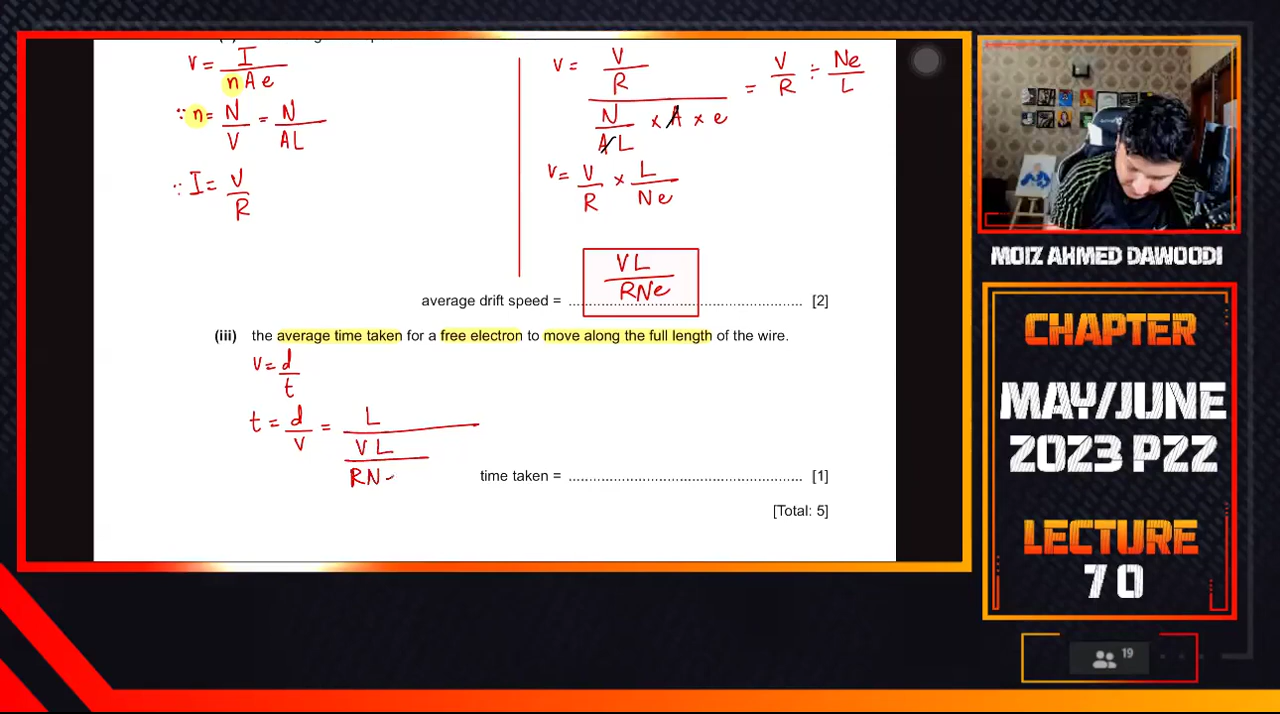 v = I / nAe
∵ n = N / V = N / AL
∵ I = V / R
v = V / R / N / AL × A × e = V / R ÷ Ne / L
v = V / R × L / Ne
VL / RNe
average drift speed = .......................................................... [2]
(iii) the average time taken for a free electron to move along the full length of the wire.
v = d / t
t = d / v = L / VL / RN
time taken = .......................................................... [1]
[Total: 5]
MOIZ AHMED DAWOODI
CHAPTER
MAY/JUNE
2023 P22
LECTURE
70
19